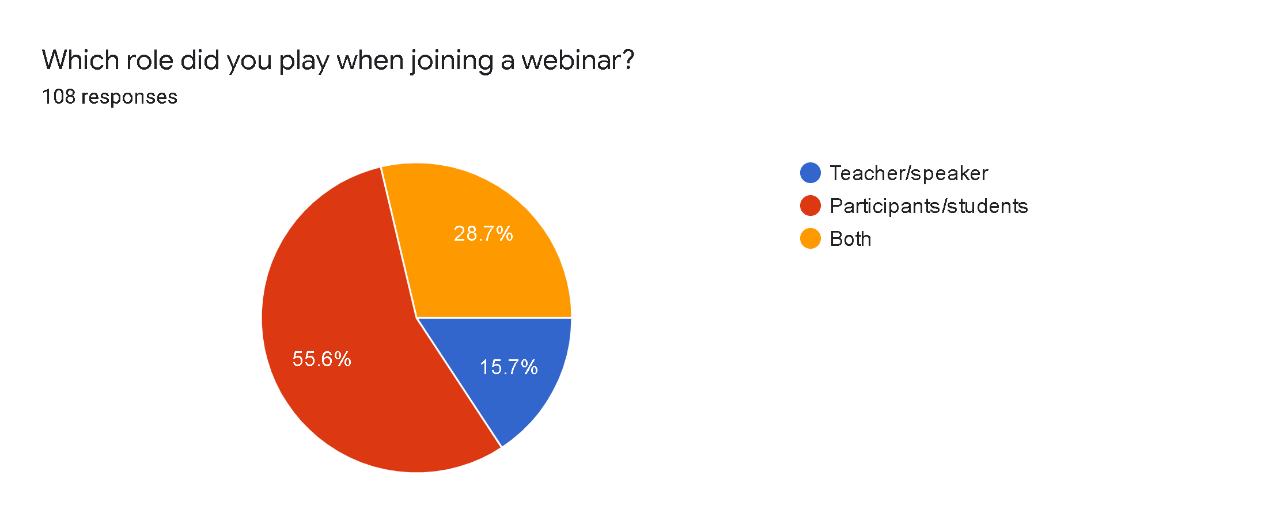 Which role did you play when joining a webinar?
108 responses
Teacher/speaker
Participants/students
Both
28.7%
55.6%
15.7%